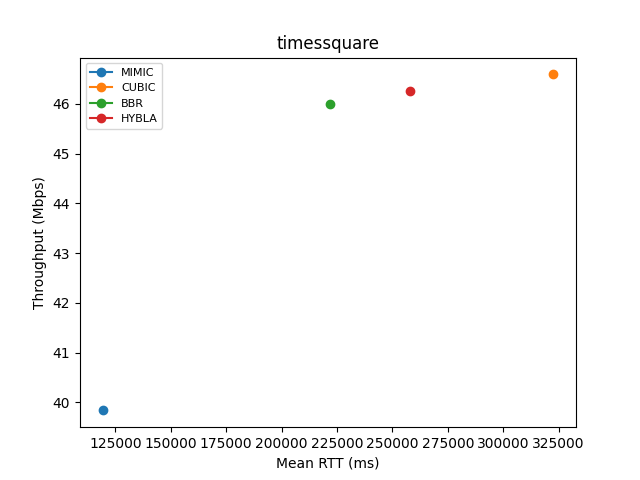 timessquare
MIMIC
CUBIC
BBR
HYBLA
Throughput (Mbps)
46
45
44
43
42
41
40
125000 150000 175000 200000 225000 250000 275000 300000 325000
Mean RTT (ms)